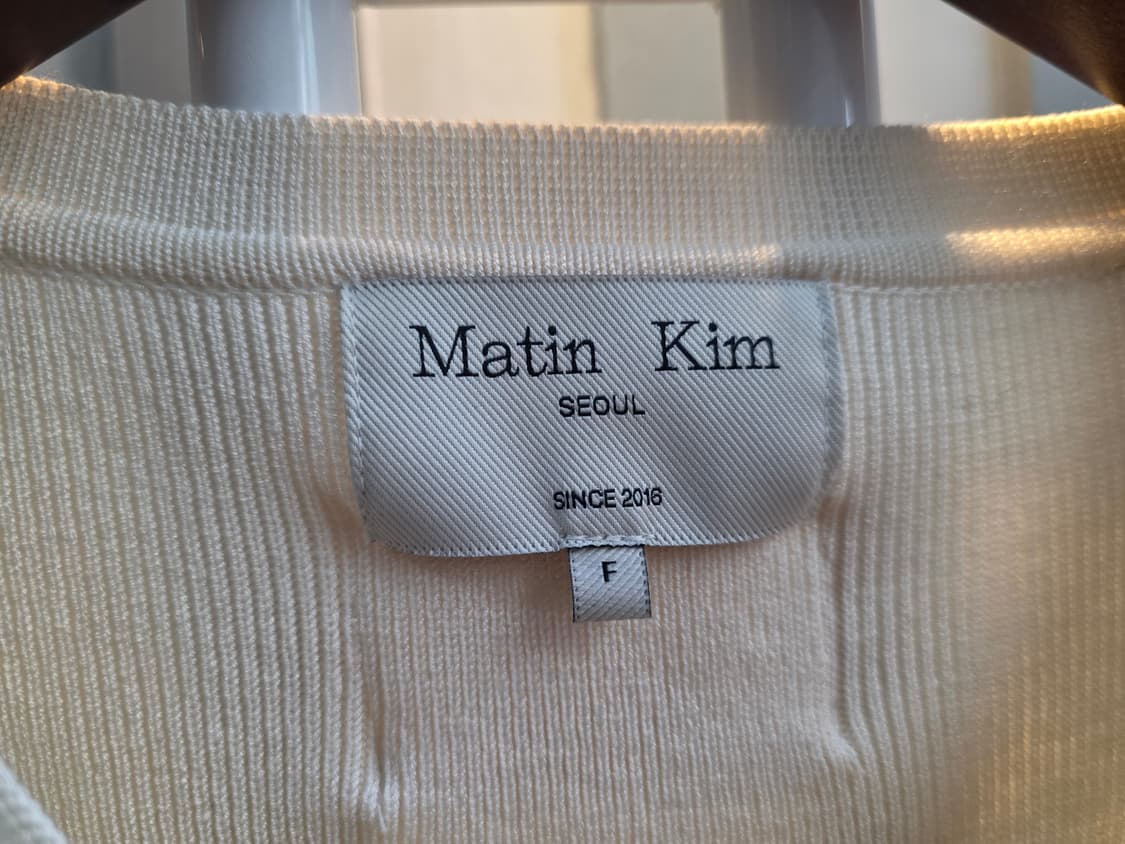 Matin Kim
SEOUL
SINCE 2016
F